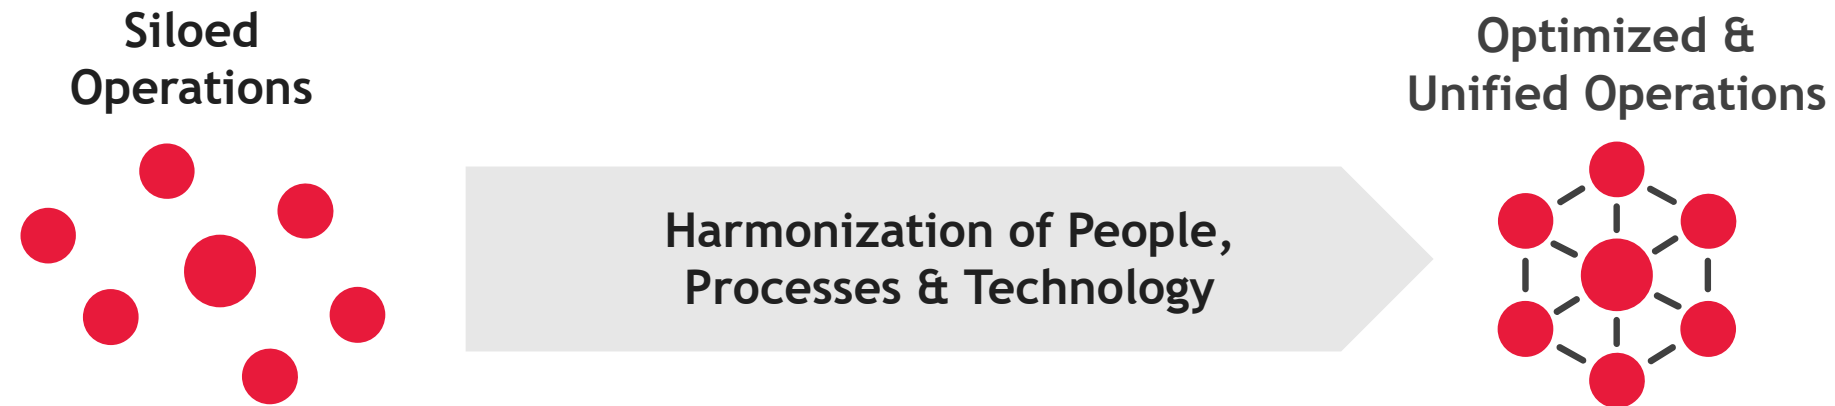 Siloed
Operations
Harmonization of People,
Processes & Technology
Optimized &
Unified Operations